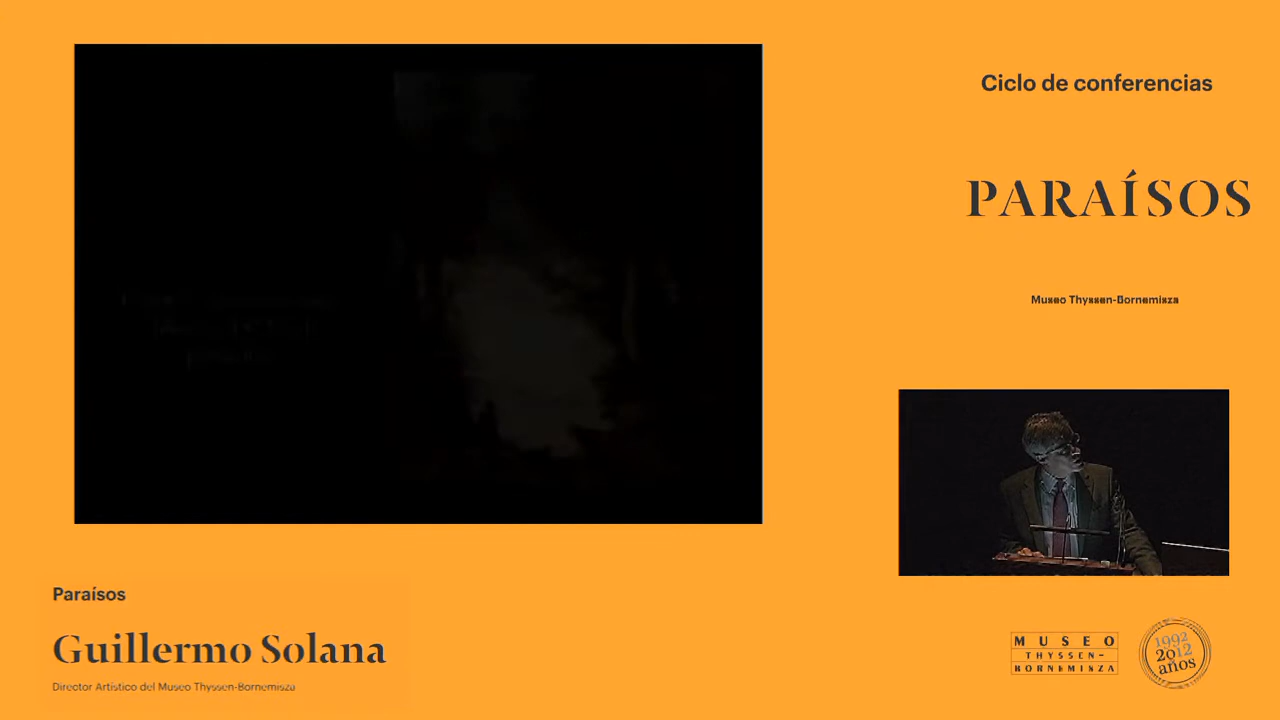 Ciclo de conferencias
PARAÍSOS
Museo Thyssen-Bornemisza
Paraísos
Guillermo Solana
Director Artístico del Museo Thyssen-Bornemisza
MUSEO
THYSSEN-
BORNEMISZA
1992
2012
años